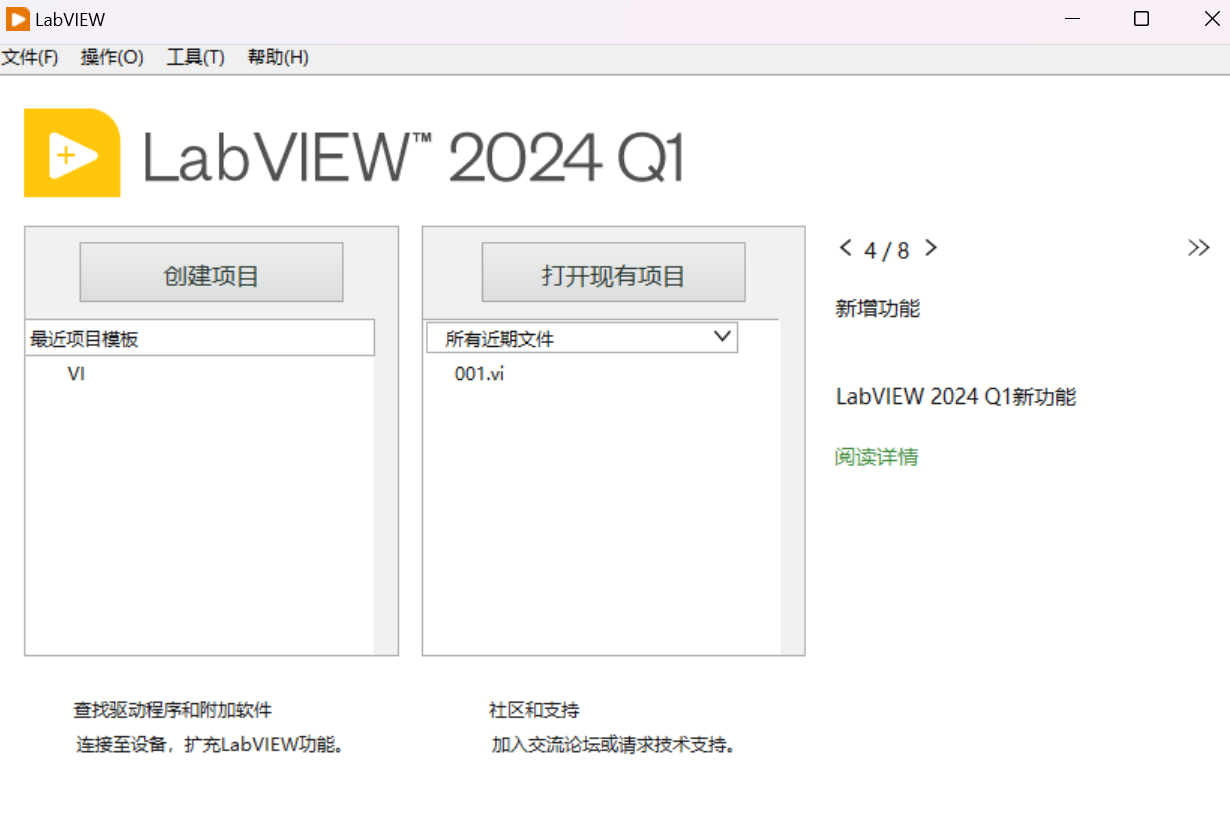 LabVIEW
文件(F) 操作(O) 工具(T) 帮助(H)
LabVIEW™ 2024 Q1
创建项目
最近项目模板
VI
打开现有项目
所有近期文件
001.vi
4 / 8
新增功能
LabVIEW 2024 Q1新功能
阅读详情
查找驱动程序和附加软件
连接至设备，扩充LabVIEW功能。
社区和支持
加入交流论坛或请求技术支持。